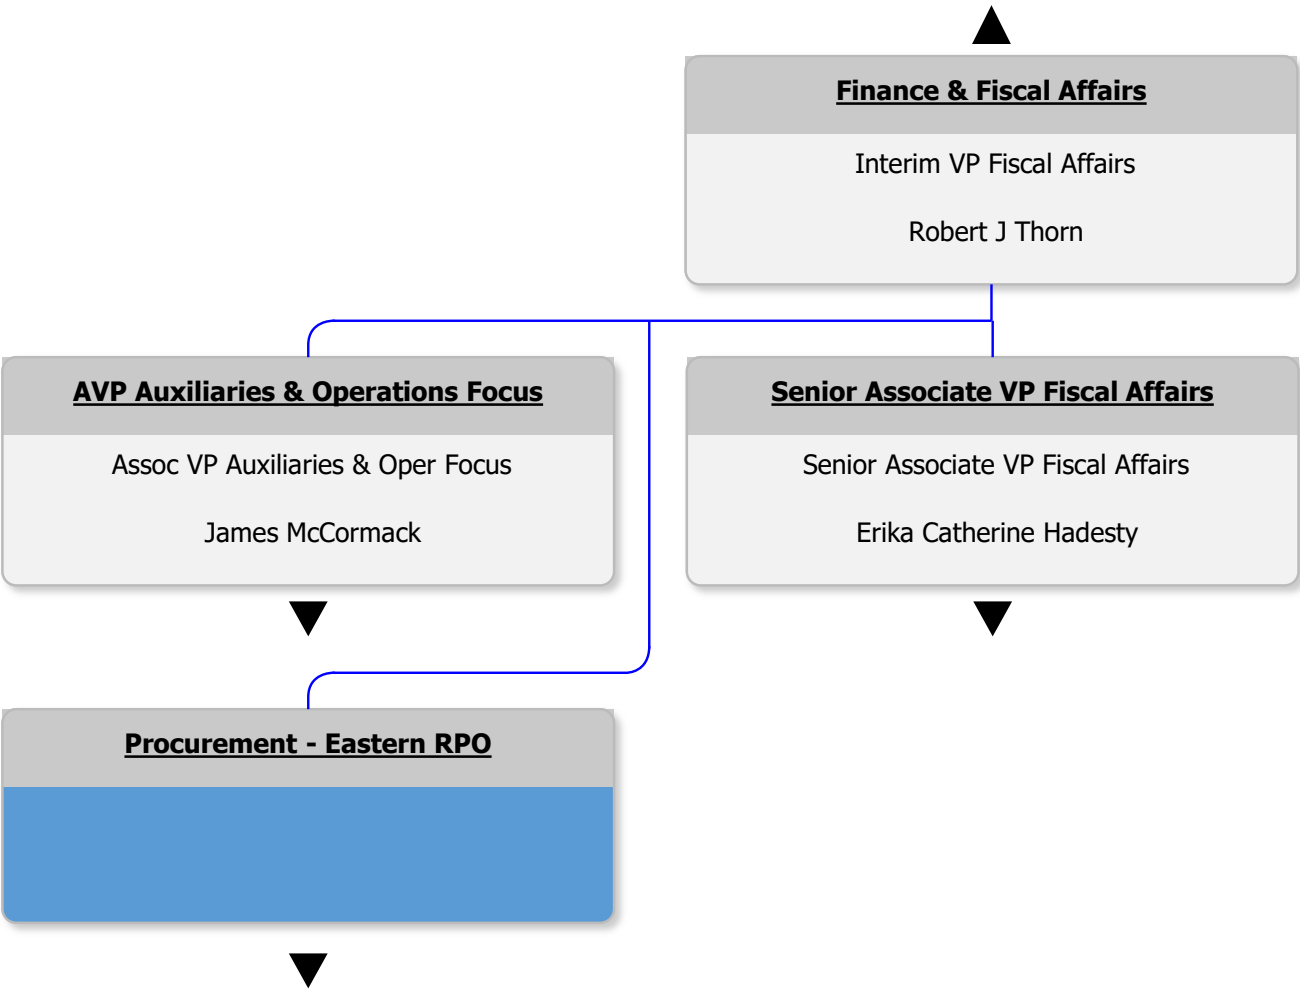 Finance & Fiscal Affairs
Interim VP Fiscal Affairs
Robert J Thorn
AVP Auxiliaries & Operations Focus
Assoc VP Auxiliaries & Oper Focus
James McCormack
Senior Associate VP Fiscal Affairs
Senior Associate VP Fiscal Affairs
Erika Catherine Hadesty
Procurement - Eastern RPO